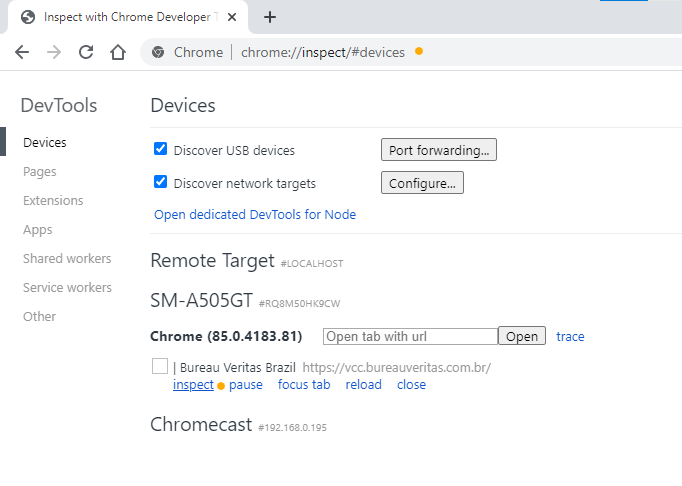 Inspect with Chrome Developer T
Chrome | chrome://inspect/#devices
DevTools
Devices
Pages
Extensions
Apps
Shared workers
Service workers
Other
Devices
Discover USB devices Port forwarding...
Discover network targets Configure...
Open dedicated DevTools for Node
Remote Target #LOCALHOST
SM-A505GT #RQ8M50HK9CW
Chrome (85.0.4183.81) Open tab with url Open trace
| Bureau Veritas Brazil https://vcc.bureauveritas.com.br/
inspect pause focus tab reload close
Chromecast #192.168.0.195